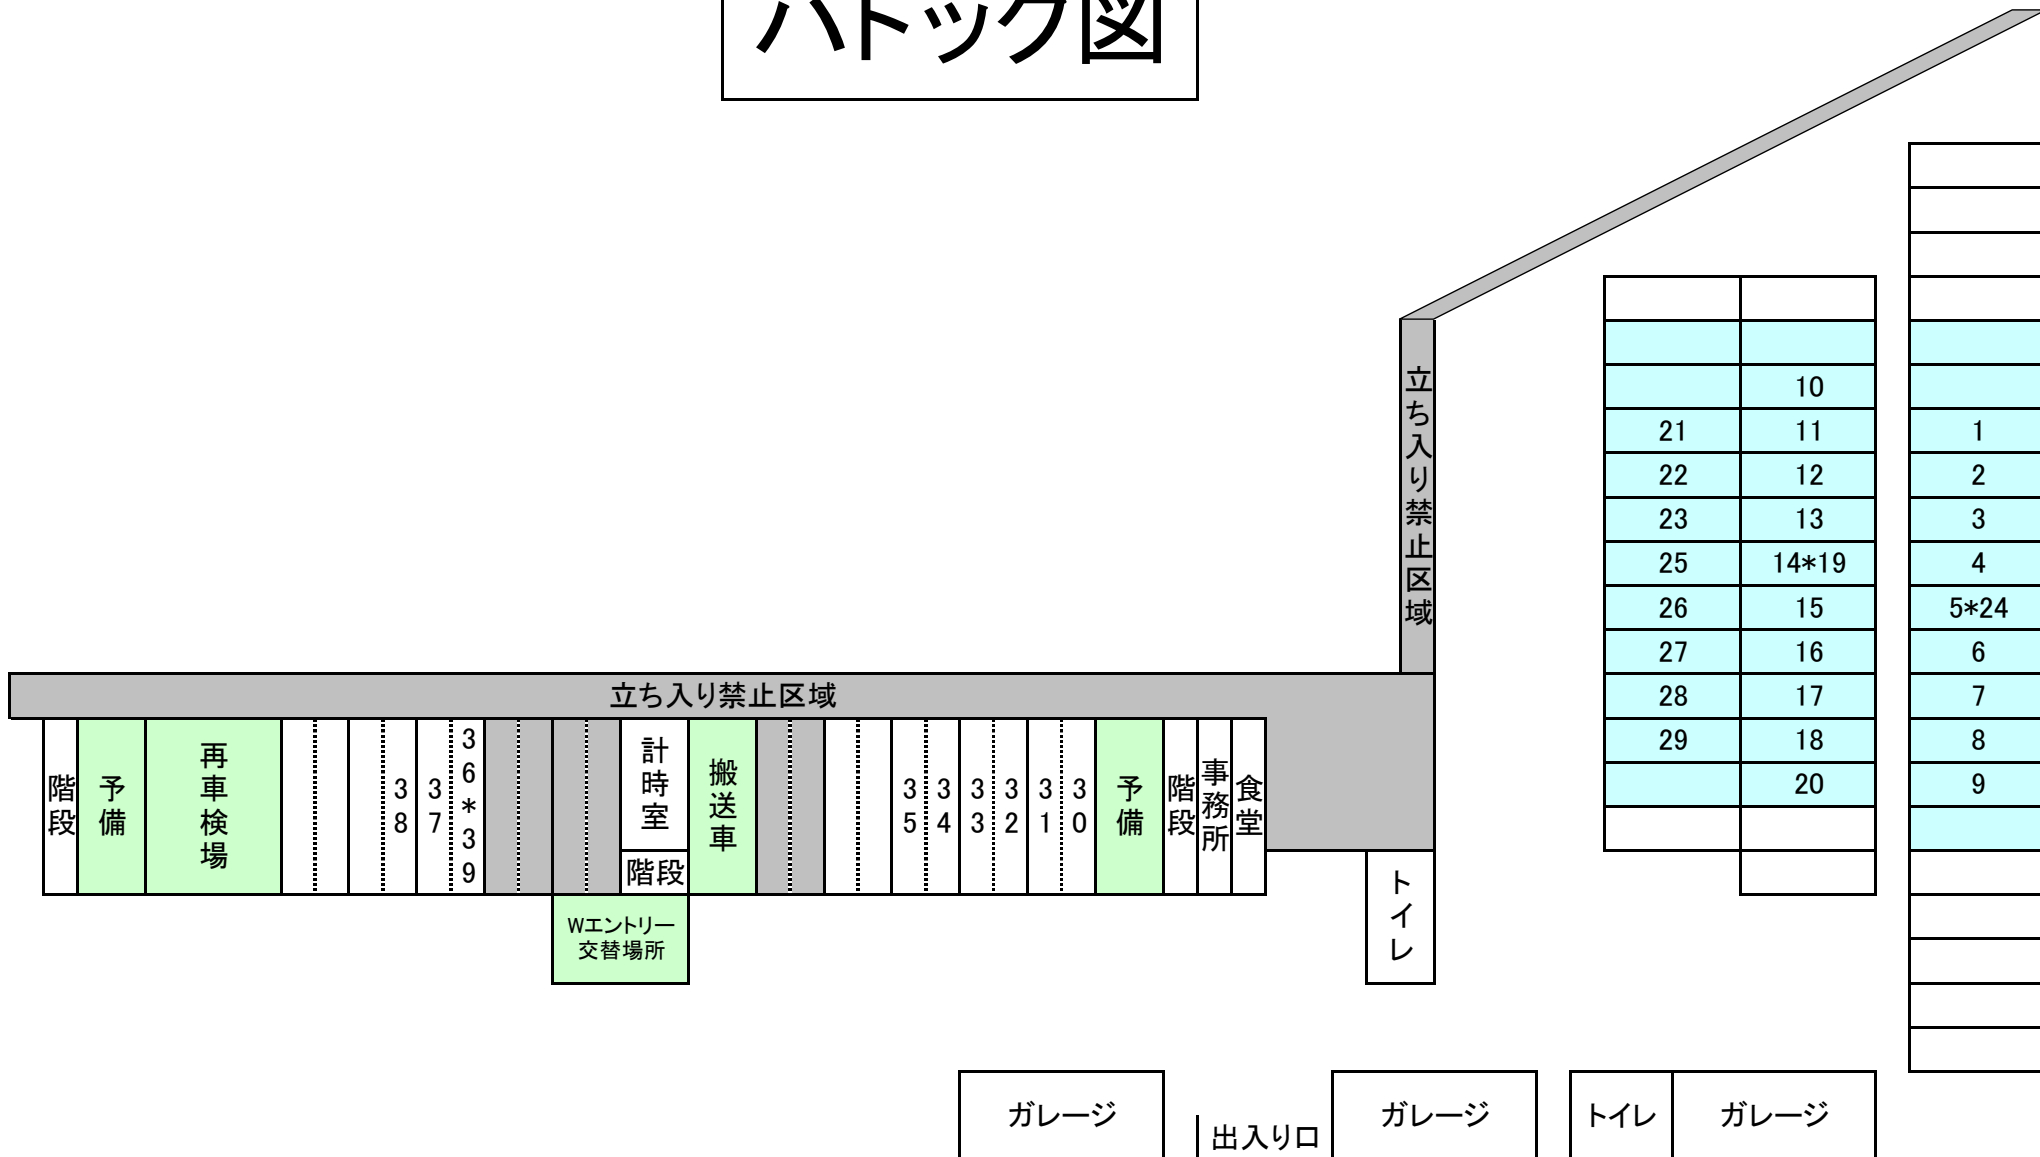 パドック図
立ち入り禁止区域
10
21 11 1
22 12 2
23 13 3
25 14*19 4
26 15 5*24
27 16 6
28 17 7
29 18 8
20 9
立ち入り禁止区域
階段
予備
再車検場
38
37
36*39
計時室
階段
搬送車
35
34
33
32
31
30
予備
階段
事務所
食堂
トイレ
Wエントリー
交替場所
ガレージ
出入り口
ガレージ
トイレ
ガレージ